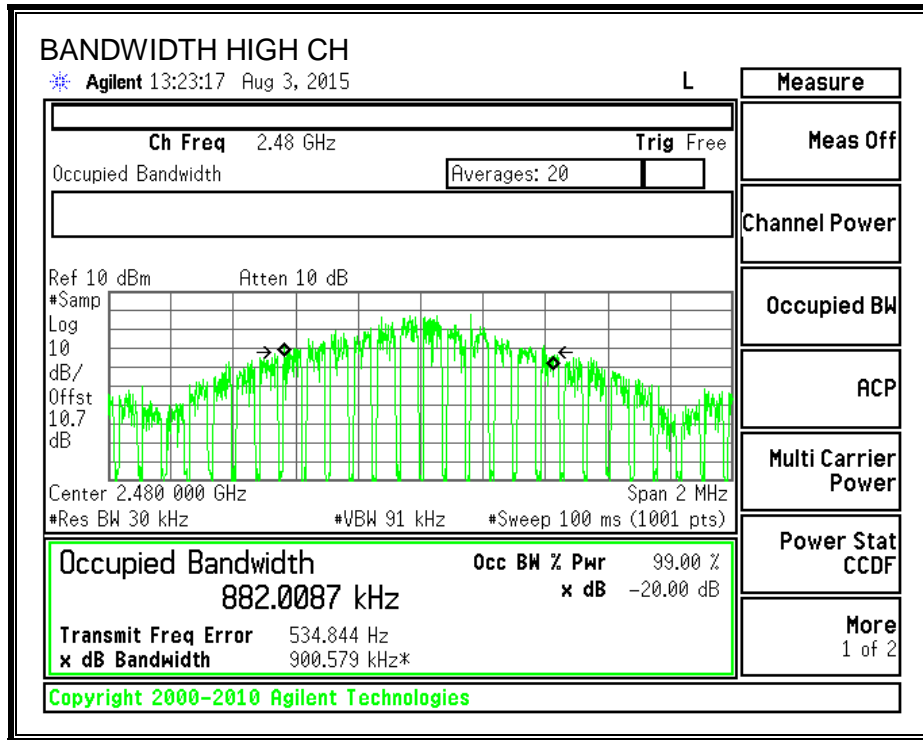 BANDWIDTH HIGH CH
Agilent 13:23:17 Aug 3, 2015 L
Measure
Ch Freq 2.48 GHz Trig Free
Meas Off
Occupied Bandwidth Averages: 20
Channel Power
Ref 10 dBm Atten 10 dB
#Samp
Log
10
dB/
Offst
10.7
dB
Occupied BW
ACP
Center 2.480 000 GHz Span 2 MHz
#Res BW 30 kHz #VBW 91 kHz #Sweep 100 ms (1001 pts)
Multi Carrier
Power
Occupied Bandwidth Occ BW % Pwr 99.00 %
882.0087 kHz x dB -20.00 dB
Transmit Freq Error 534.844 Hz
x dB Bandwidth 900.579 kHz*
Power Stat
CCDF
More
1 of 2
Copyright 2000-2010 Agilent Technologies